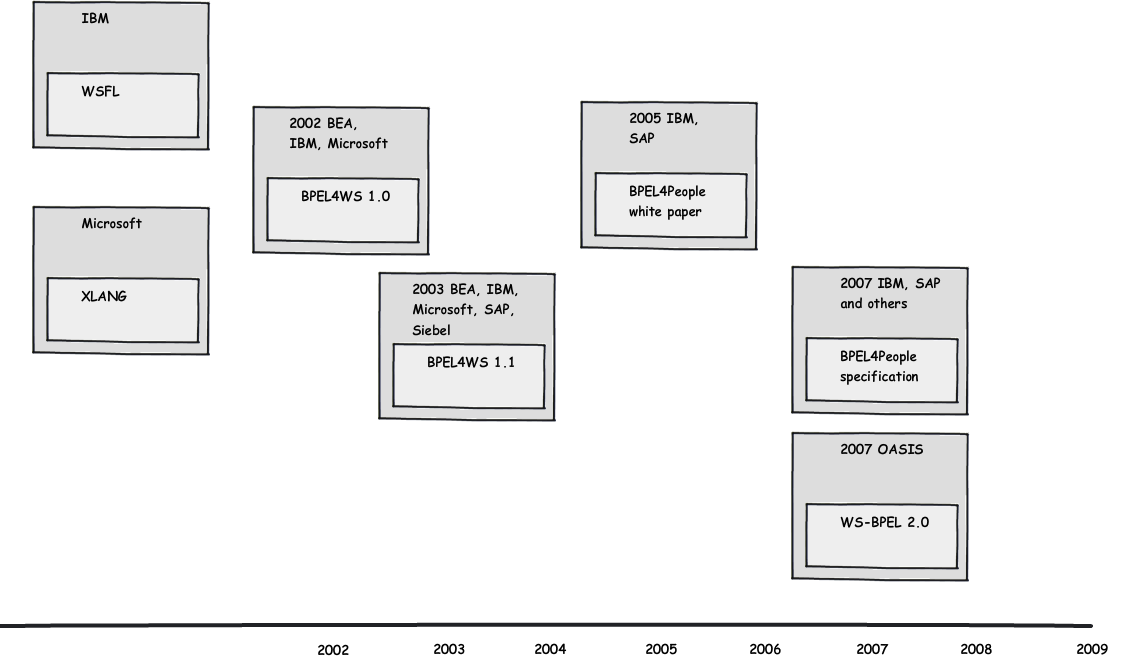 IBM
WSFL
Microsoft
XLANG
2002 BEA,
IBM, Microsoft
BPEL4WS 1.0
2003 BEA, IBM,
Microsoft, SAP,
Siebel
BPEL4WS 1.1
2005 IBM,
SAP
BPEL4People
white paper
2007 IBM, SAP
and others
BPEL4People
specification
2007 OASIS
WS-BPEL 2.0
2002 2003 2004 2005 2006 2007 2008 2009